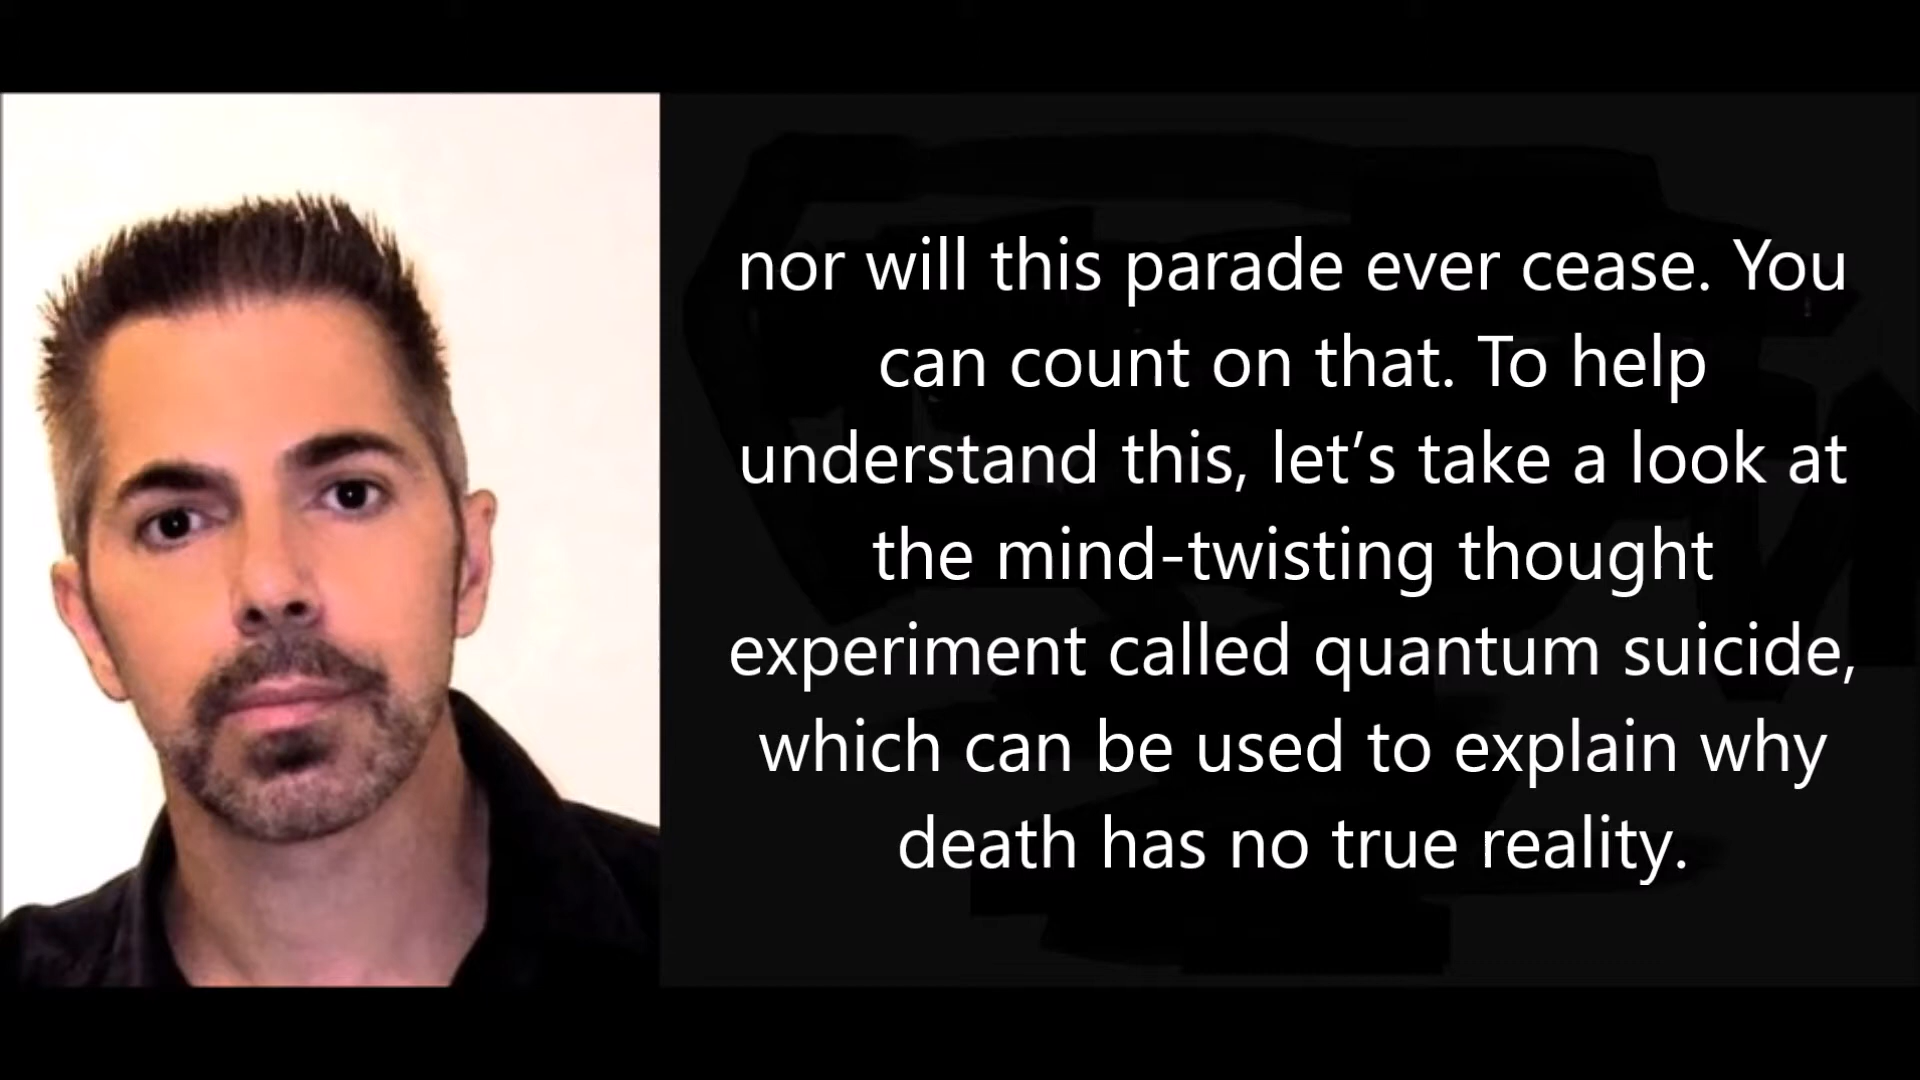 nor will this parade ever cease. You
can count on that. To help
understand this, let’s take a look at
the mind-twisting thought
experiment called quantum suicide,
which can be used to explain why
death has no true reality.